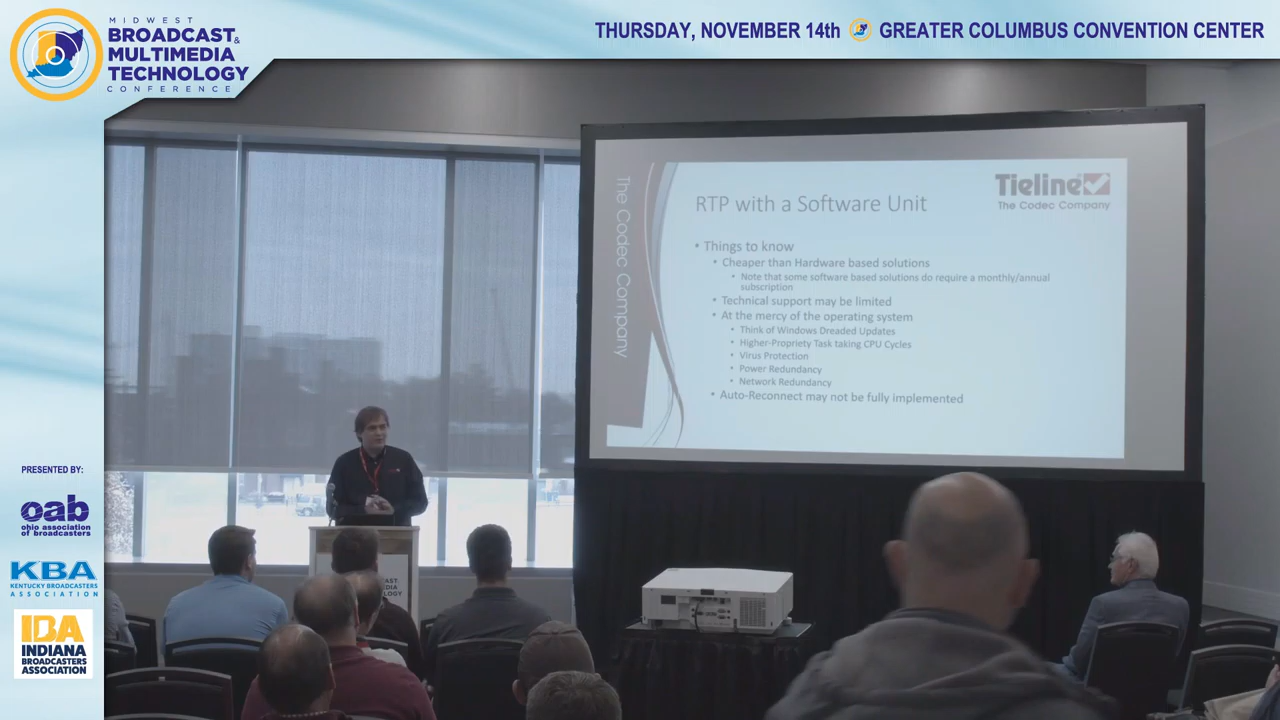 MIDWEST
BROADCAST&
MULTIMEDIA
TECHNOLOGY
CONFERENCE
THURSDAY, NOVEMBER 14th GREATER COLUMBUS CONVENTION CENTER
The Codec Company
Tieline
The Codec Company
RTP with a Software Unit
• Things to know
• Cheaper than Hardware based solutions
• Note that some software based solutions do require a monthly/annual
subscription
• Technical support may be limited
• At the mercy of the operating system
• Think of Windows Dreaded Updates
• Higher-Propriety Task taking CPU Cycles
• Virus Protection
• Power Redundancy
• Network Redundancy
• Auto-Reconnect may not be fully implemented
PRESENTED BY:
oab
ohio association
of broadcasters
KBA
KENTUCKY BROADCASTERS
ASSOCIATION
IBA
INDIANA
BROADCASTERS
ASSOCIATION